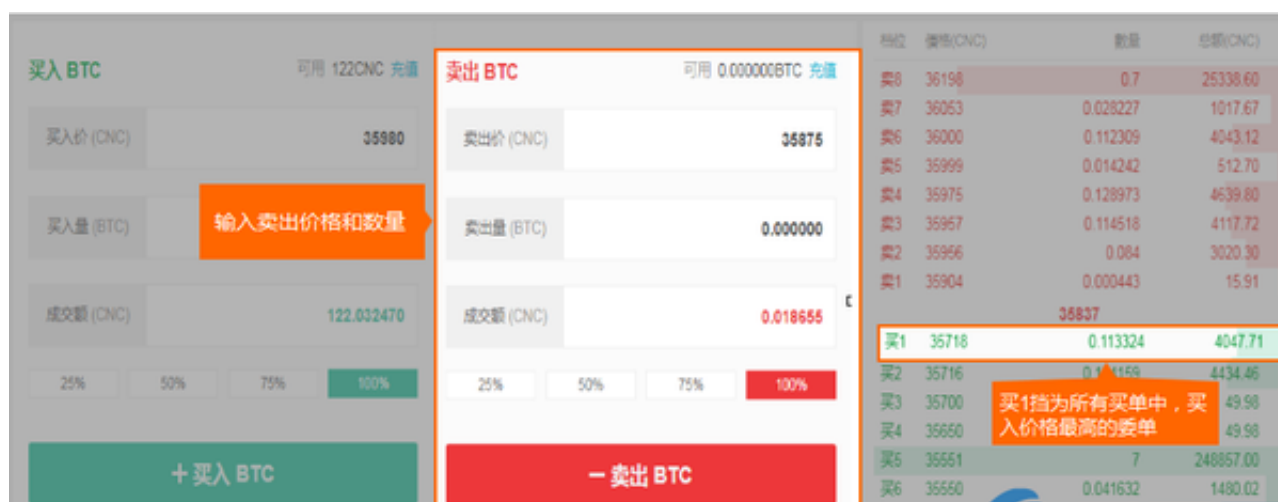 买入 BTC
可用 122CNC 充值
买入价 (CNC)
35980
买入量 (BTC)
输入卖出价格和数量
成交额 (CNC)
122.032470
25% 50% 75% 100%
+ 买入 BTC
卖出 BTC
可用 0.000000BTC 充值
卖出价 (CNC)
35875
卖出量 (BTC)
0.000000
成交额 (CNC)
0.018655
25% 50% 75% 100%
— 卖出 BTC
档位 價格(CNC) 數量 总額(CNC)
卖8 36198 0.7 25338.60
卖7 36053 0.028227 1017.67
卖6 36000 0.112309 4043.12
卖5 35999 0.014242 512.70
卖4 35975 0.128973 4639.80
卖3 35957 0.114518 4117.72
卖2 35956 0.084 3020.30
卖1 35904 0.000443 15.91
35837
买1 35718 0.113324 4047.71
买2 35716 4434.46
买3 35700 49.98
买4 35650 49.98
买1挡为所有买单中，买
入价格最高的委单
买5 35551 7 248857.00
买6 35550 0.041632 1480.02